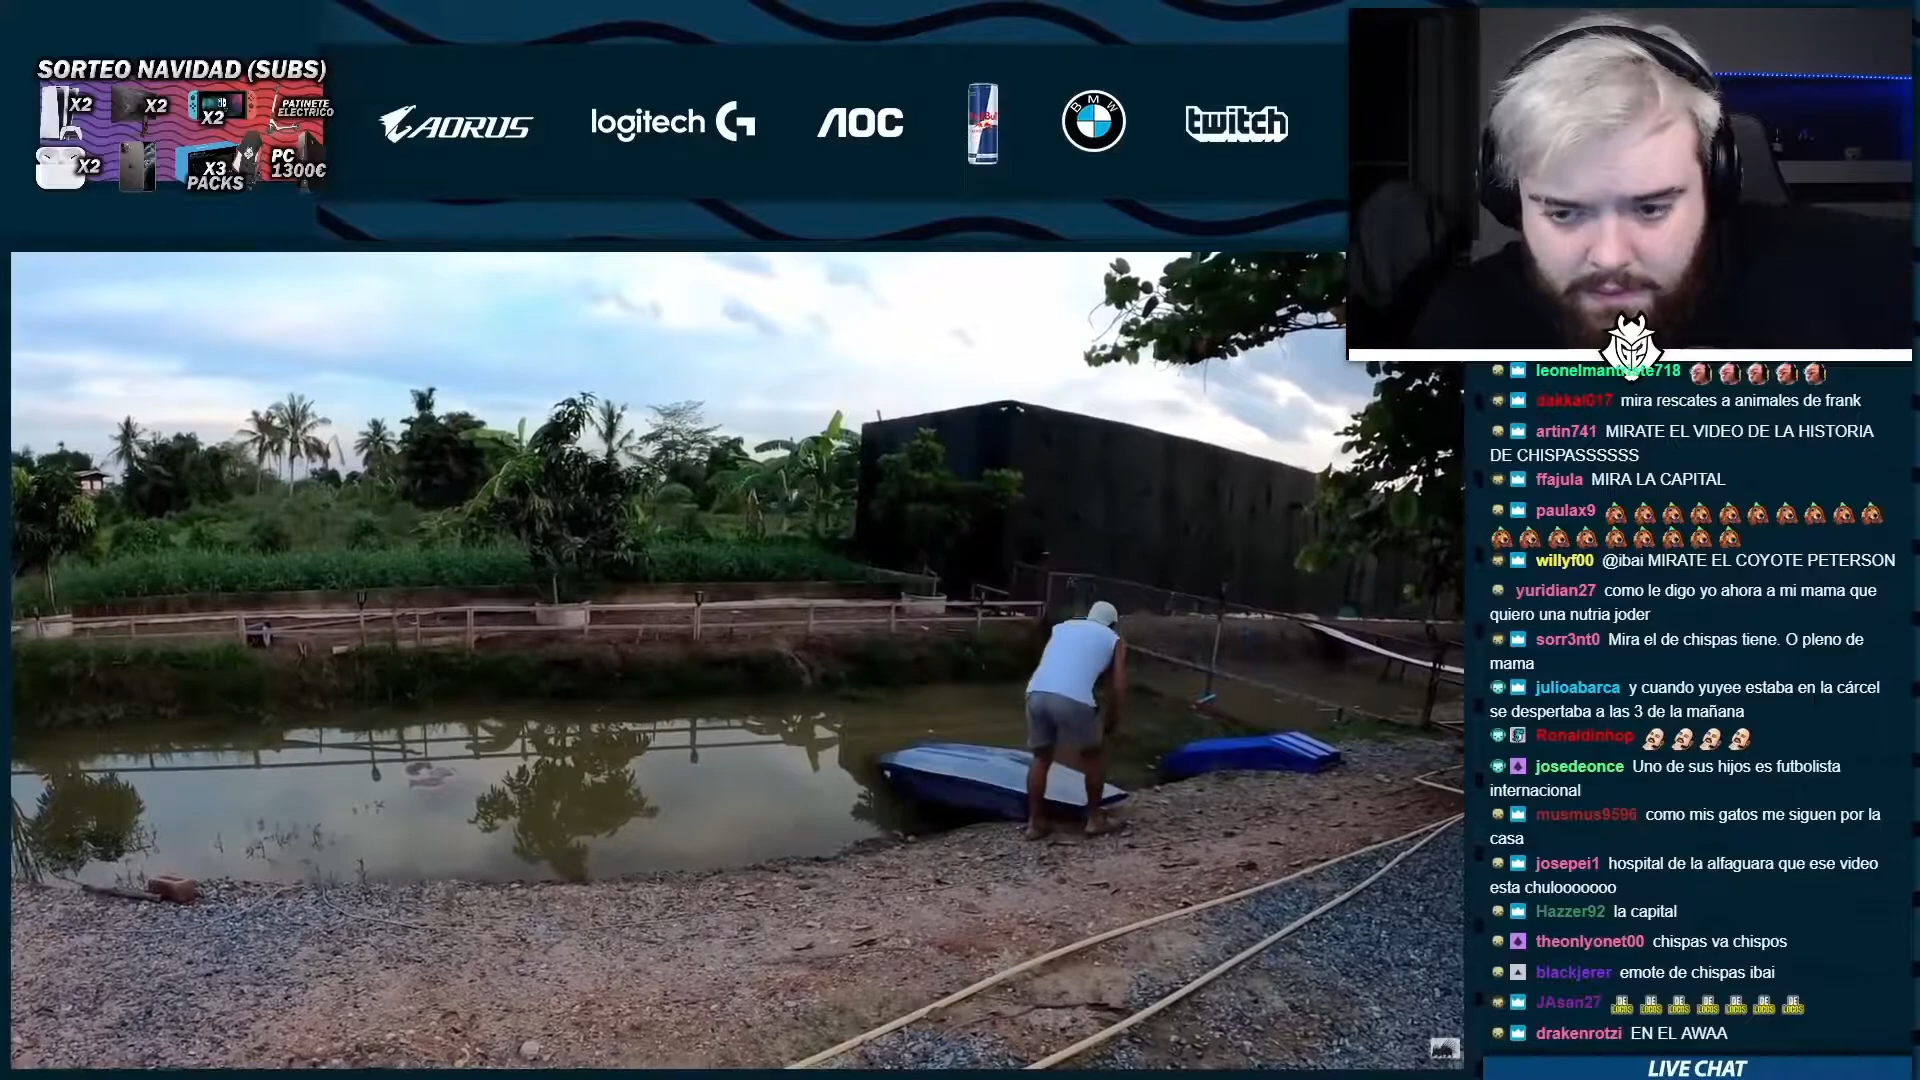 SORTEO NAVIDAD (SUBS)
X2
X2
X2
PATINETE
ELECTRICO
X2
X3
PACKS
PC
1300€
AORUS
logitech G
AOC
Red Bull
BMW
twitch
dakkal017 mira rescates a animales de frank
artin741 MIRATE EL VIDEO DE LA HISTORIA
DE CHISPASSSSSS
ffajula MIRA LA CAPITAL
paulax9
willyf00 @ibai MIRATE EL COYOTE PETERSON
yuridian27 como le digo yo ahora a mi mama que
quiero una nutria joder
sorr3nt0 Mira el de chispas tiene. O pleno de
mama
julioabarca y cuando yuyee estaba en la cárcel
se despertaba a las 3 de la mañana
Ronaldinhop
josedeonce Uno de sus hijos es futbolista
internacional
musmus9596 como mis gatos me siguen por la
casa
josepei1 hospital de la alfaguara que ese video
esta chulooooooo
Hazzer92 la capital
theonlyonet00 chispas va chispos
blackjerer emote de chispas ibai
JAsan27
drakenrotzi EN EL AWAA
LIVE CHAT